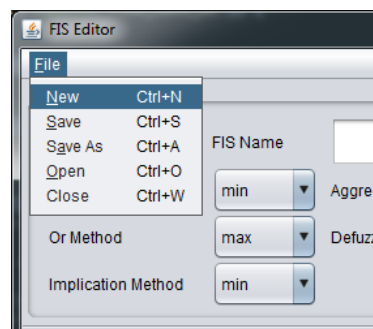 FIS Editor
File
New Ctrl+N
Save Ctrl+S
Save As Ctrl+A
Open Ctrl+O
Close Ctrl+W
FIS Name
min
Or Method max
Implication Method min